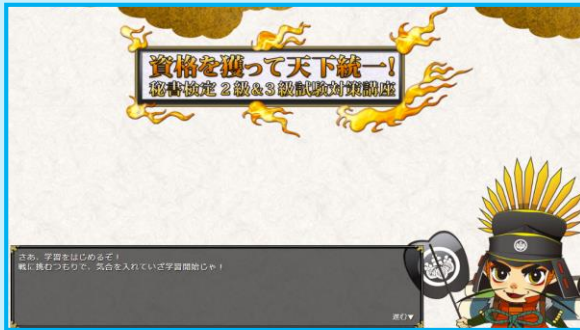 資格を獲って天下統一!
秘書検定2級&3級試験対策講座
さあ、学習をはじめるぞ!
戦に挑むつもりで、気合を入れていざ学習開始じゃ!
進む▼